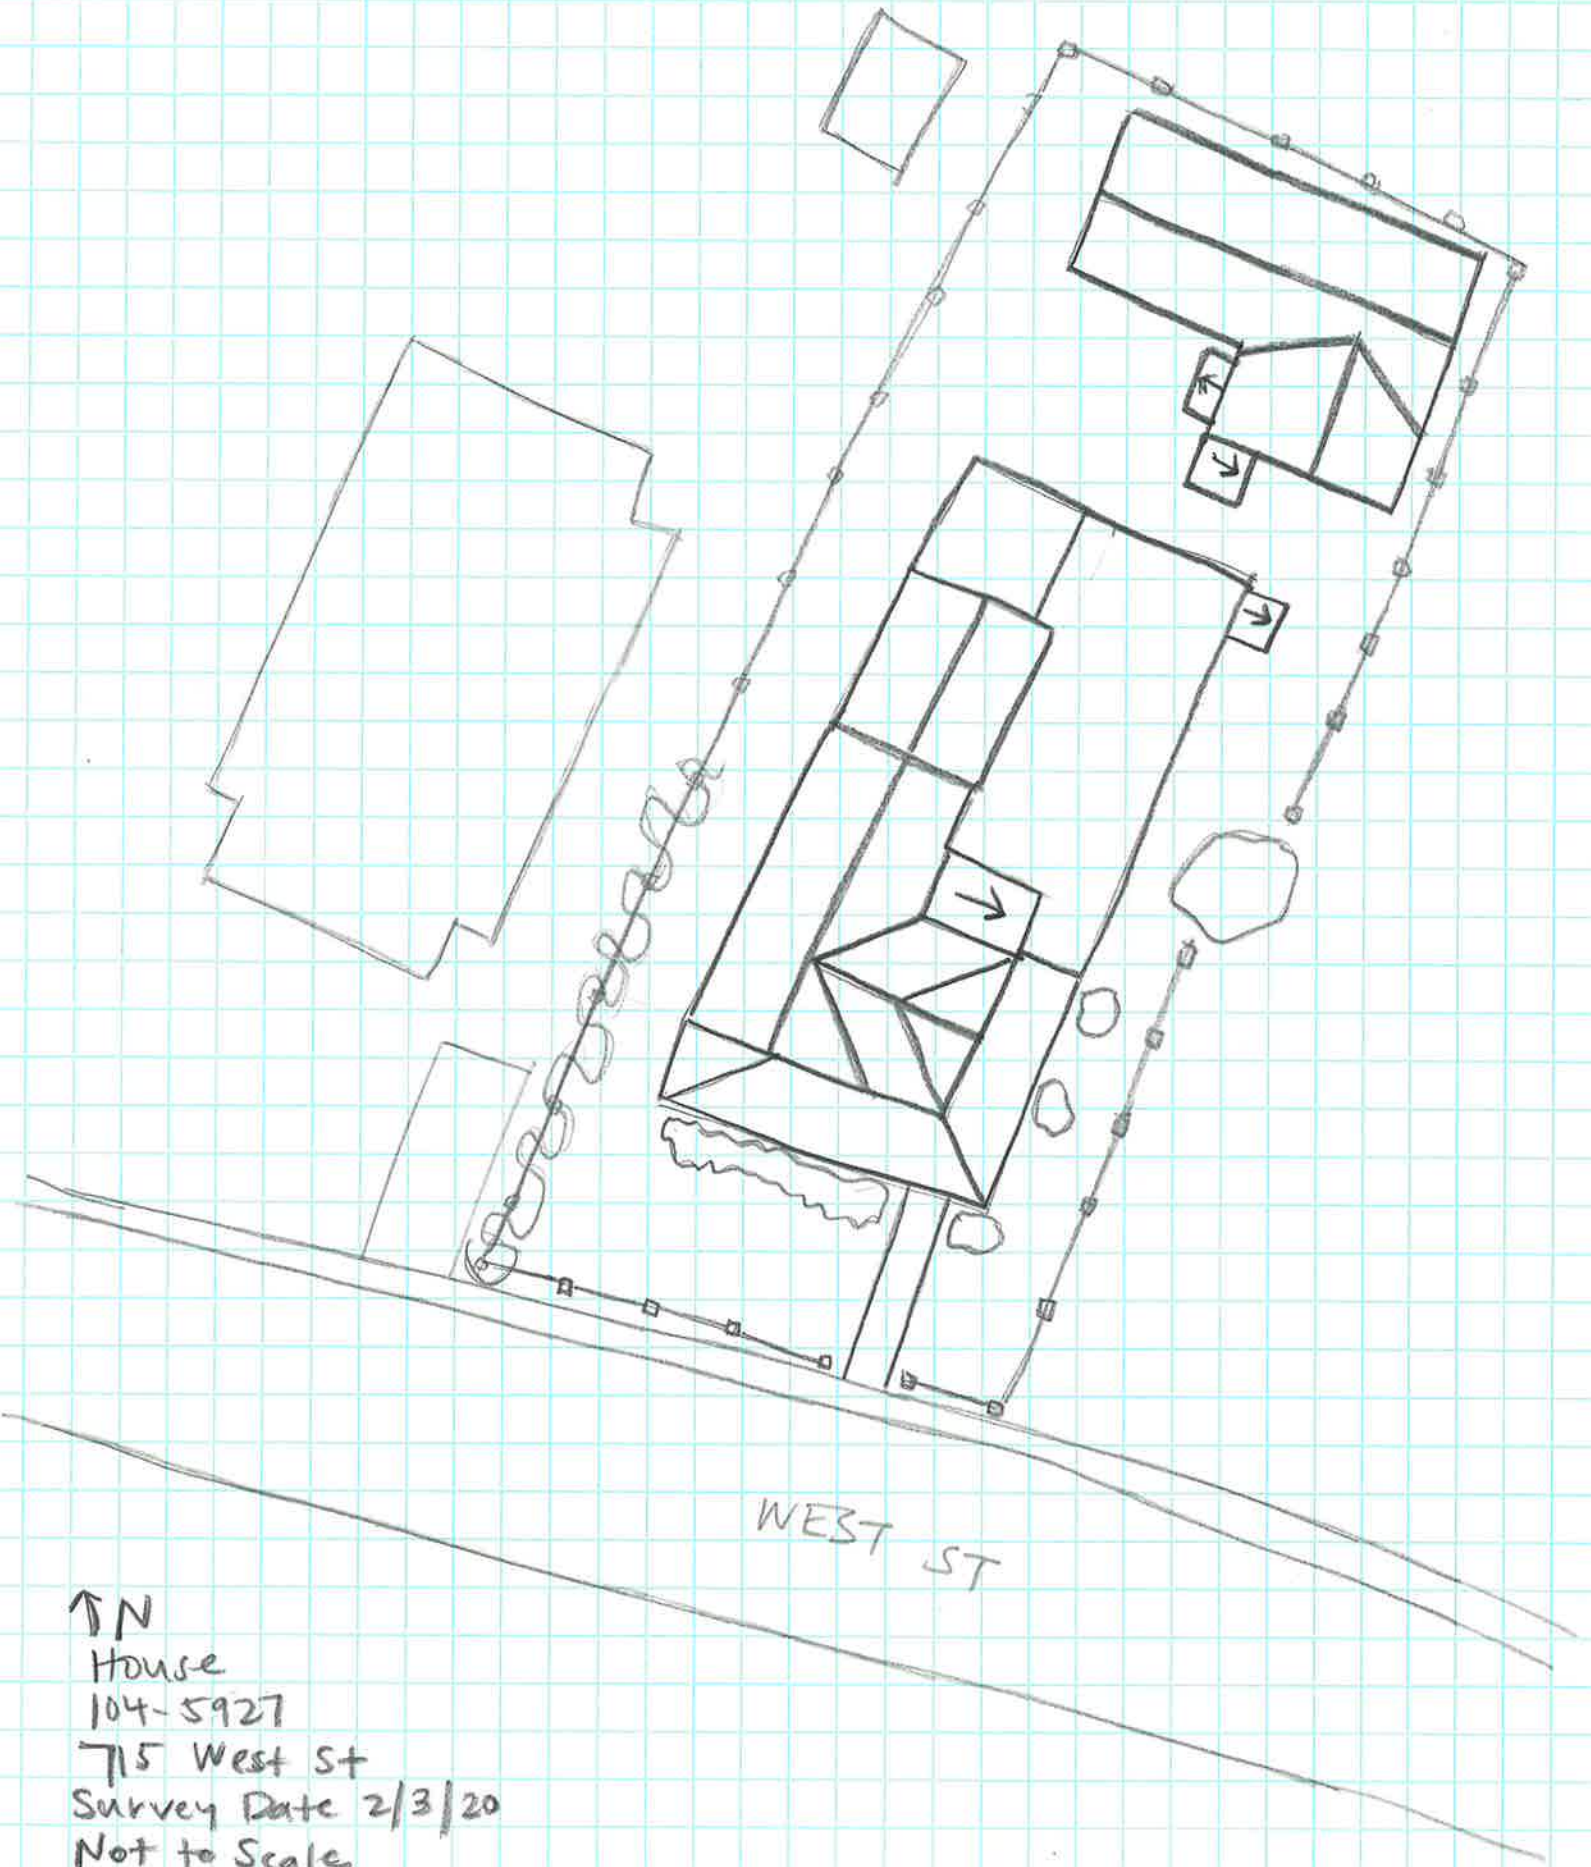 WEST ST
↑N
House
104-5927
715 West St
Survey Date 2/3/20
Not to Scale